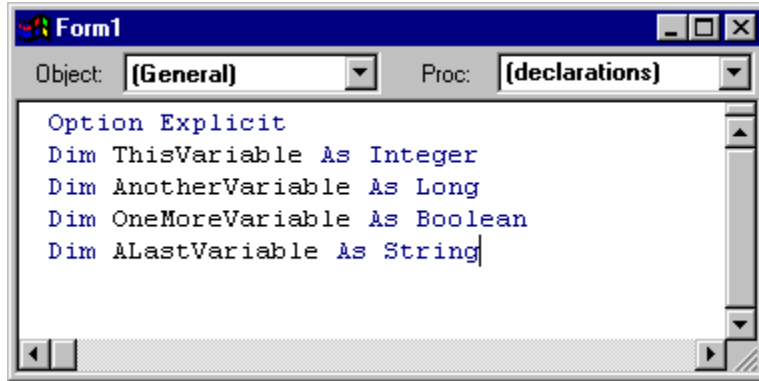 Form1
Object: (General) Proc: (declarations)
Option Explicit
Dim ThisVariable As Integer
Dim AnotherVariable As Long
Dim OneMoreVariable As Boolean
Dim ALastVariable As String